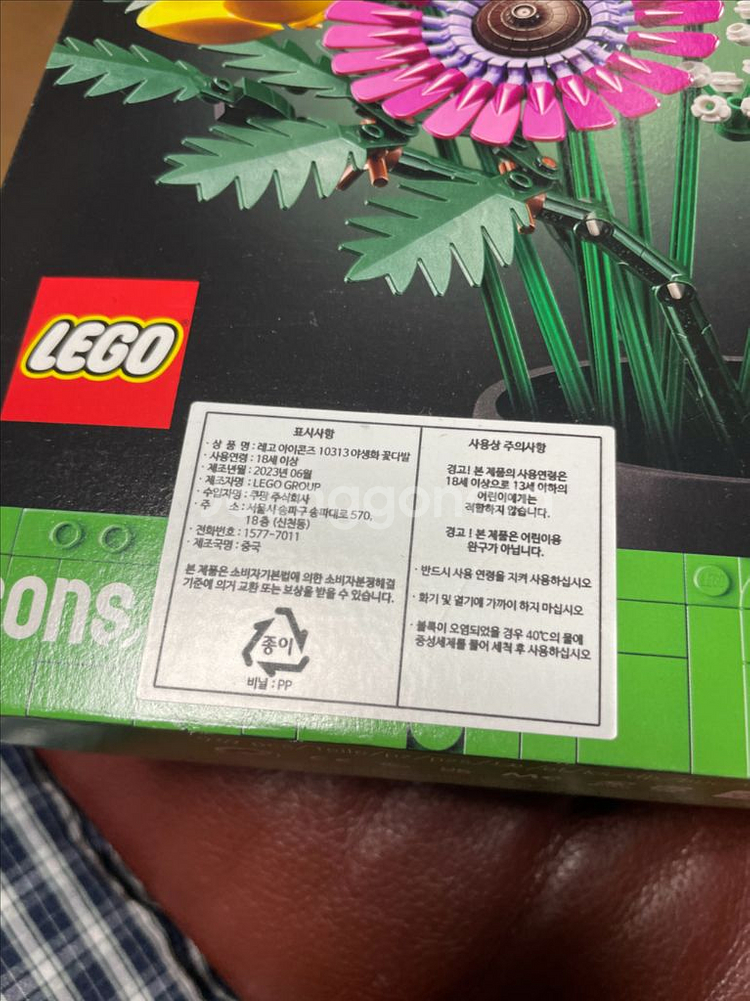 LEGO
ons
표시사항
· 상 품 명 : 레고 아이콘즈 10313 야생화 꽃다발
· 사용연령 : 18세 이상
· 제조년월 : 2023년 06월
· 제조자명 : LEGO GROUP
· 수입자명 : 쿠팡 주식회사
· 주 소 : 서울시 송파구 송파대로 570,
18층 (신천동)
· 전화번호 : 1577-7011
· 제조국명 : 중국
본 제품은 소비자기본법에 의한 소비자분쟁해결
기준에 의거 교환 또는 보상을 받을 수 있습니다.
종이
비닐 : PP
사용상 주의사항
경고! 본 제품의 사용연령은
18세 이상으로 13세 이하의
어린이에게는
적합하지 않습니다.
경고 ! 본 제품은 어린이용
완구가 아닙니다.
· 반드시 사용 연령을 지켜 사용하십시오
· 화기 및 열기에 가까이 하지 마십시오
· 블록이 오염되었을 경우 40℃의 물에
중성세제를 풀어 세척 후 사용하십시오